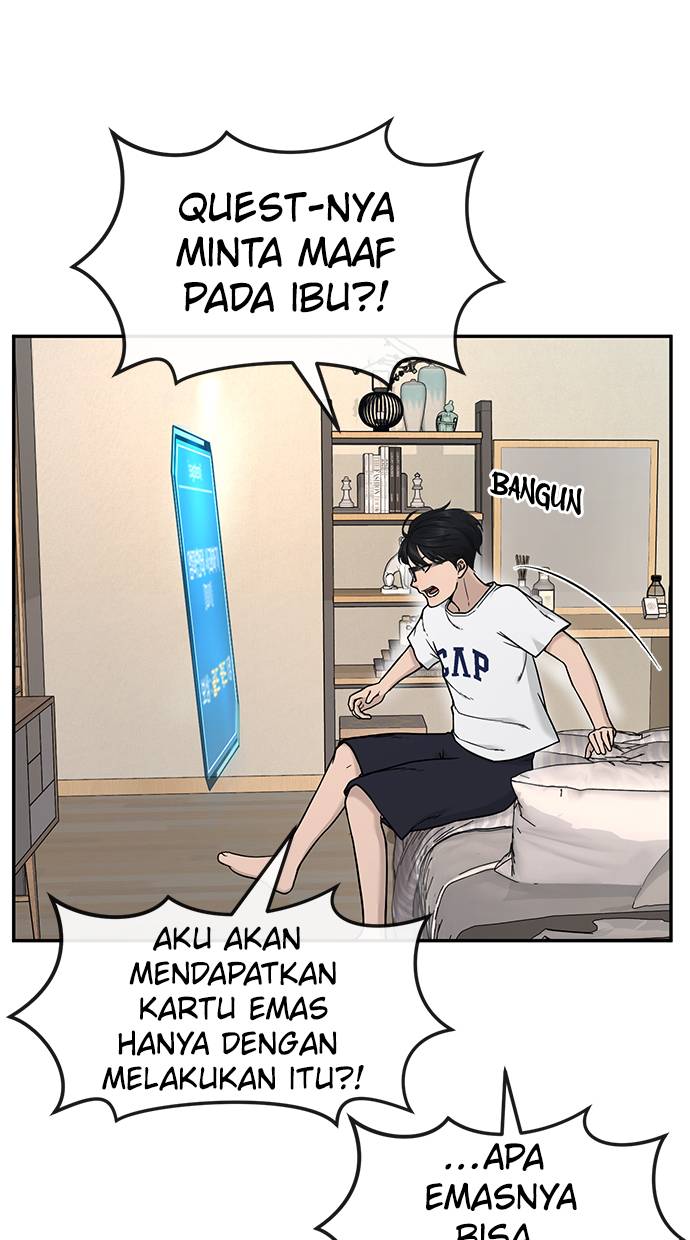 QUEST-NYA
MINTA MAAF
PADA IBU?!
BANGUN
GAP
AKU AKAN
MENDAPATKAN
KARTU EMAS
HANYA DENGAN
MELAKUKAN ITU?!
...APA
EMASNYA
BISA